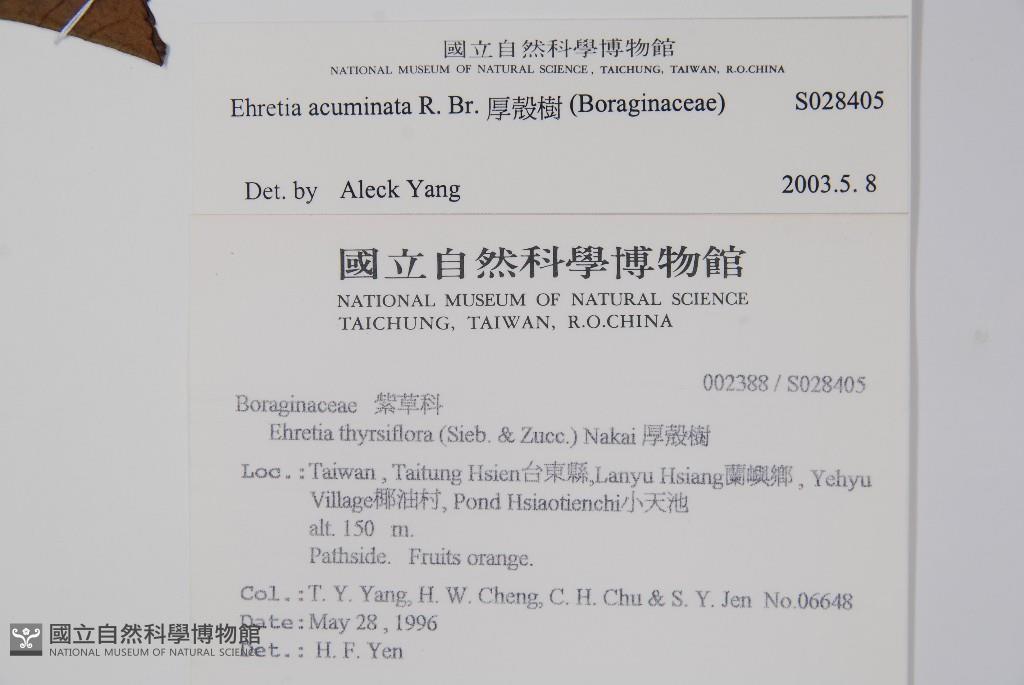 國立自然科學博物館
NATIONAL MUSEUM OF NATURAL SCIENCE, TAICHUNG, TAIWAN, R.O.CHINA
Ehretia acuminata R. Br. 厚殼樹 (Boraginaceae) S028405
Det. by Aleck Yang 2003.5. 8
國立自然科學博物館
NATIONAL MUSEUM OF NATURAL SCIENCE
TAICHUNG, TAIWAN, R.O.CHINA
002388 / S028405
Boraginaceae 紫草科
Ehretia thyrsiflora (Sieb. & Zucc.) Nakai 厚殼樹
Loc.:Taiwan , Taitung Hsien台東縣,Lanyu Hsiang蘭嶼鄉 , Yehyu
Village椰油村, Pond Hsiaotienchi小天池
alt. 150 m.
Pathside. Fruits orange.
Col.:T. Y. Yang, H. W. Cheng, C. H. Chu & S. Y. Jen No.06648
Date:May 28 , 1996
Det.: H. F. Yen
國立自然科學博物館
NATIONAL MUSEUM OF NATURAL SCIENCE